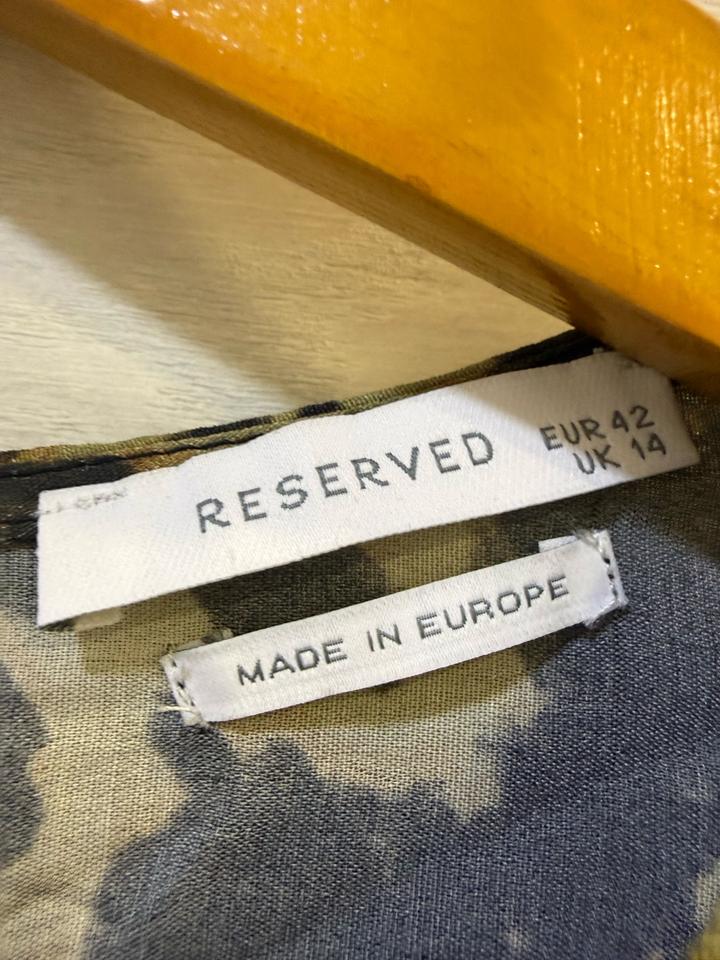 RESERVED
EUR 42
UK 14
MADE IN EUROPE